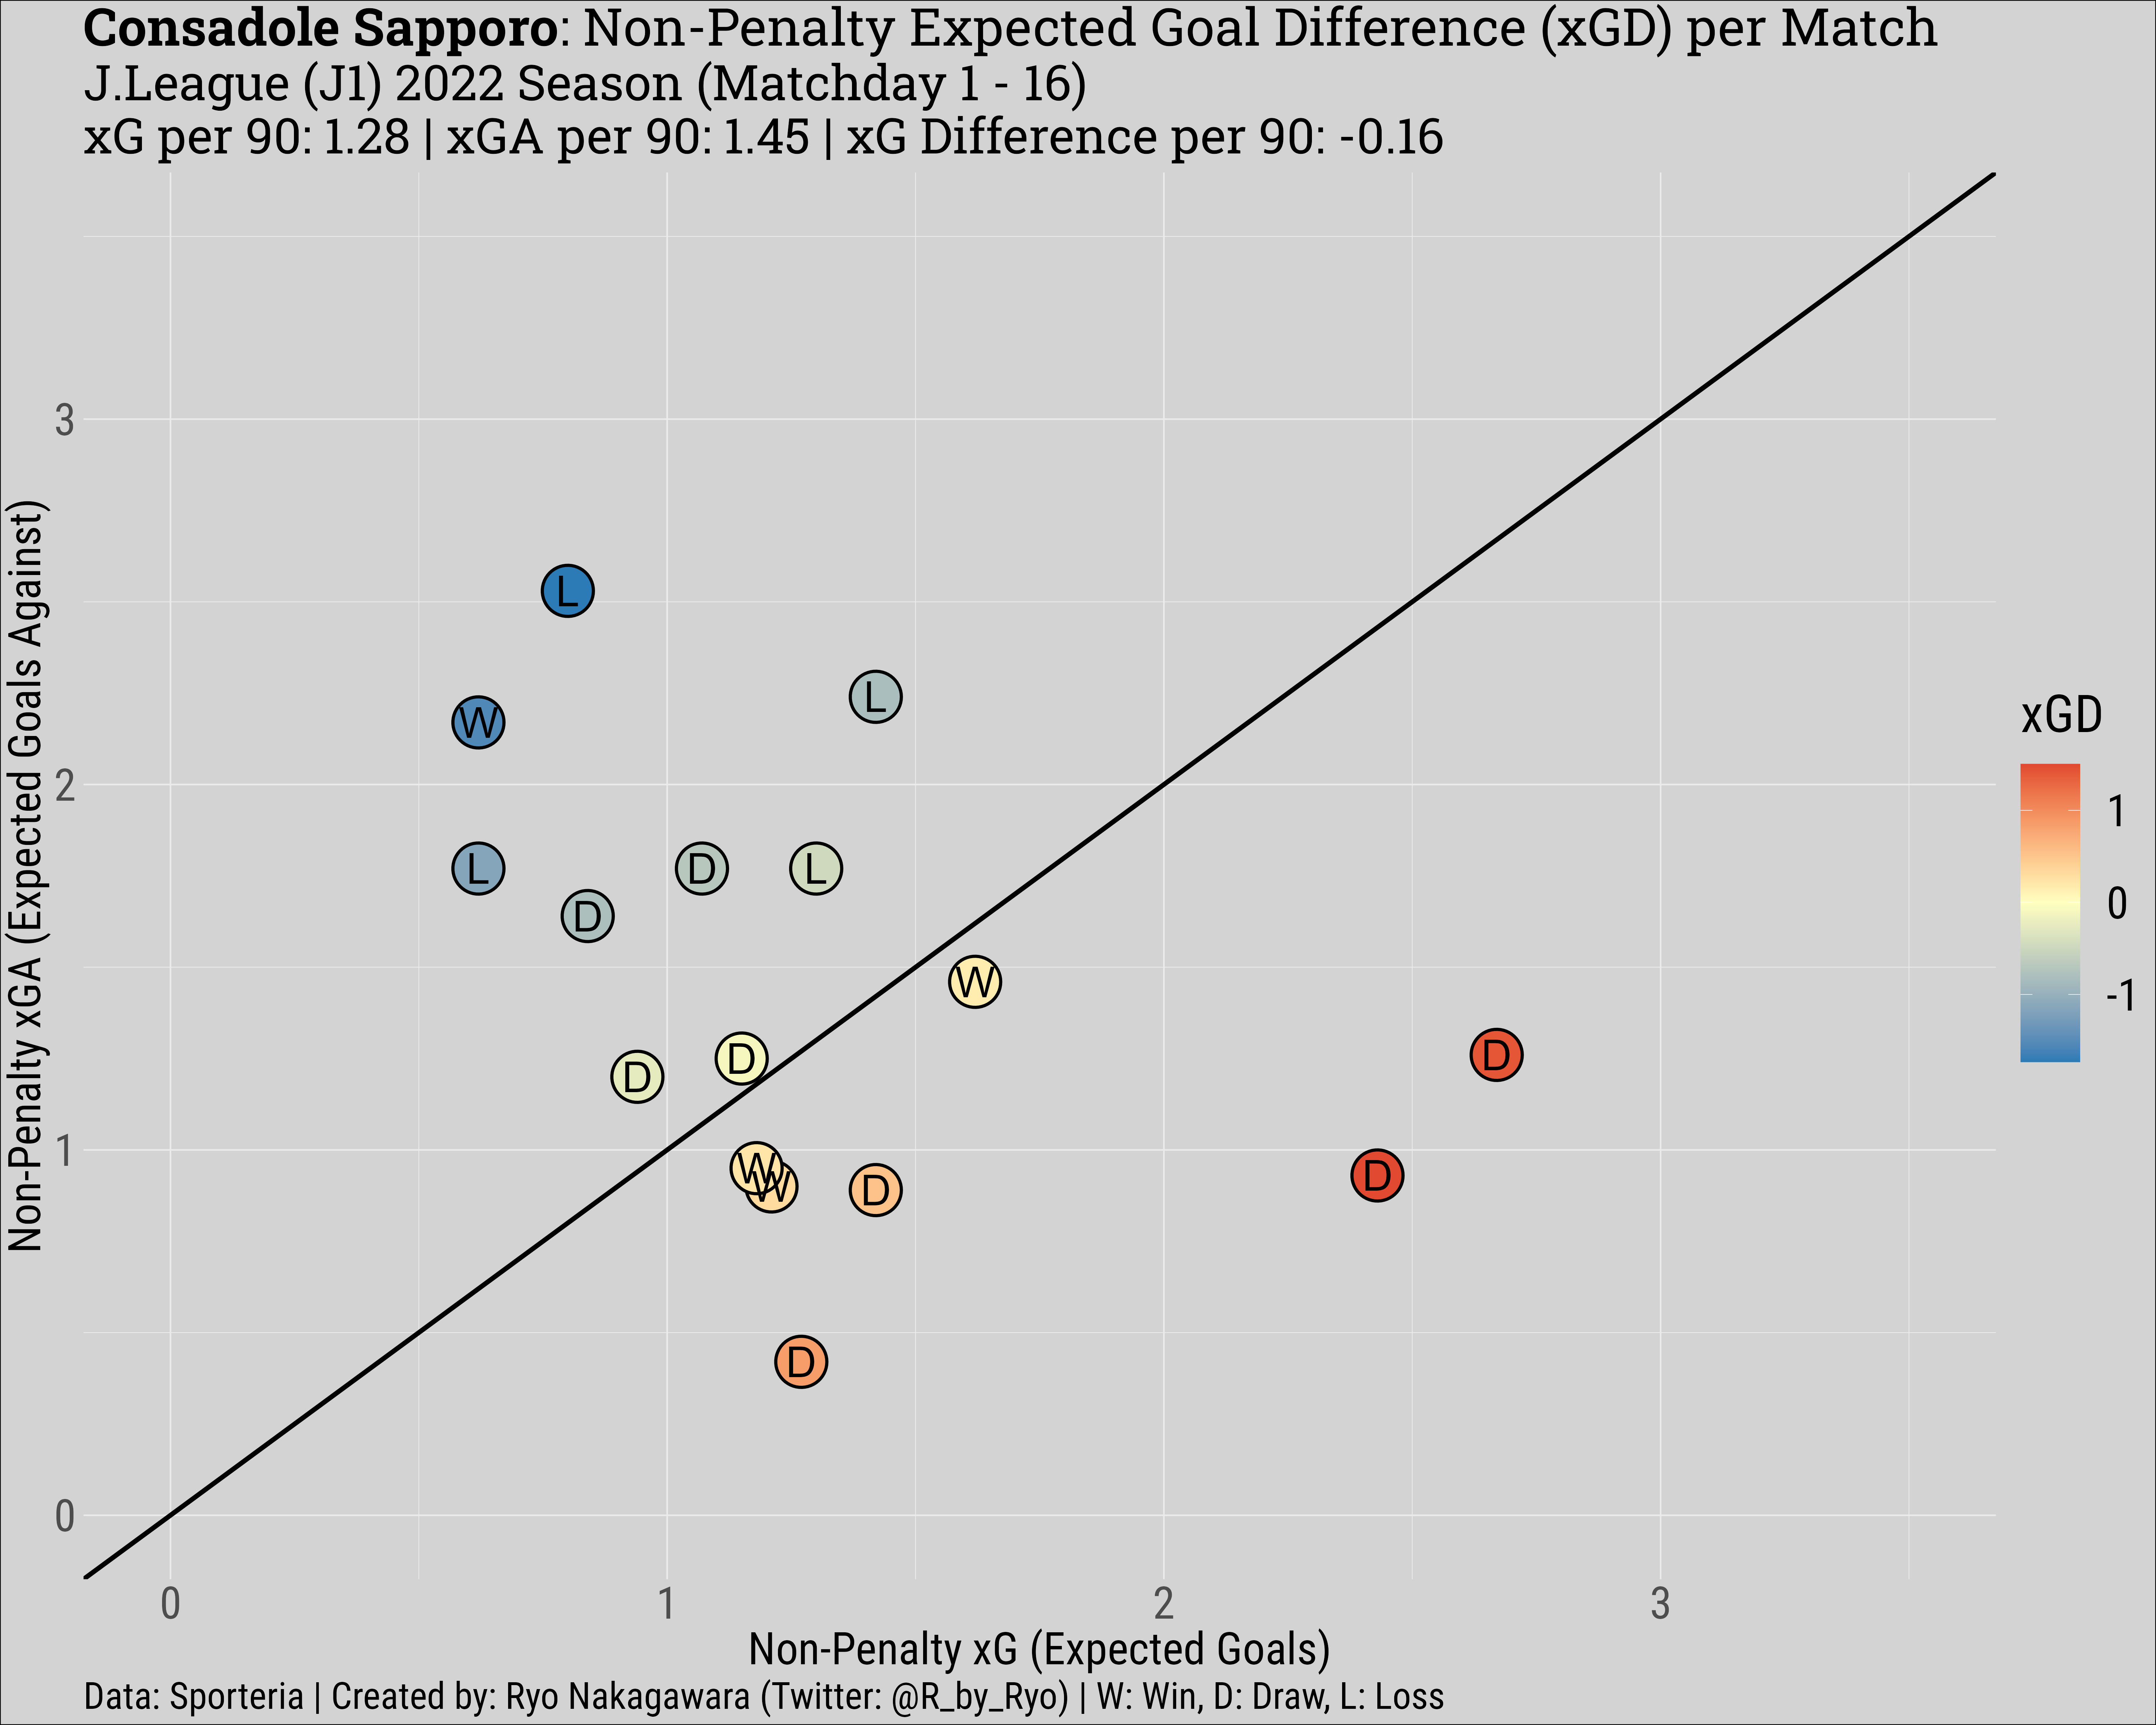 Consadole Sapporo: Non-Penalty Expected Goal Difference (xGD) per Match
J.League (J1) 2022 Season (Matchday 1 - 16)
xG per 90: 1.28 | xGA per 90: 1.45 | xG Difference per 90: -0.16
Non-Penalty xGA (Expected Goals Against)
3
2
1
0
L
L
W
L
D
L
D
W
D
D
D
W
W
D
D
D
xGD
1
0
-1
0
1
2
3
Non-Penalty xG (Expected Goals)
Data: Sporteria | Created by: Ryo Nakagawara (Twitter: @R_by_Ryo) | W: Win, D: Draw, L: Loss